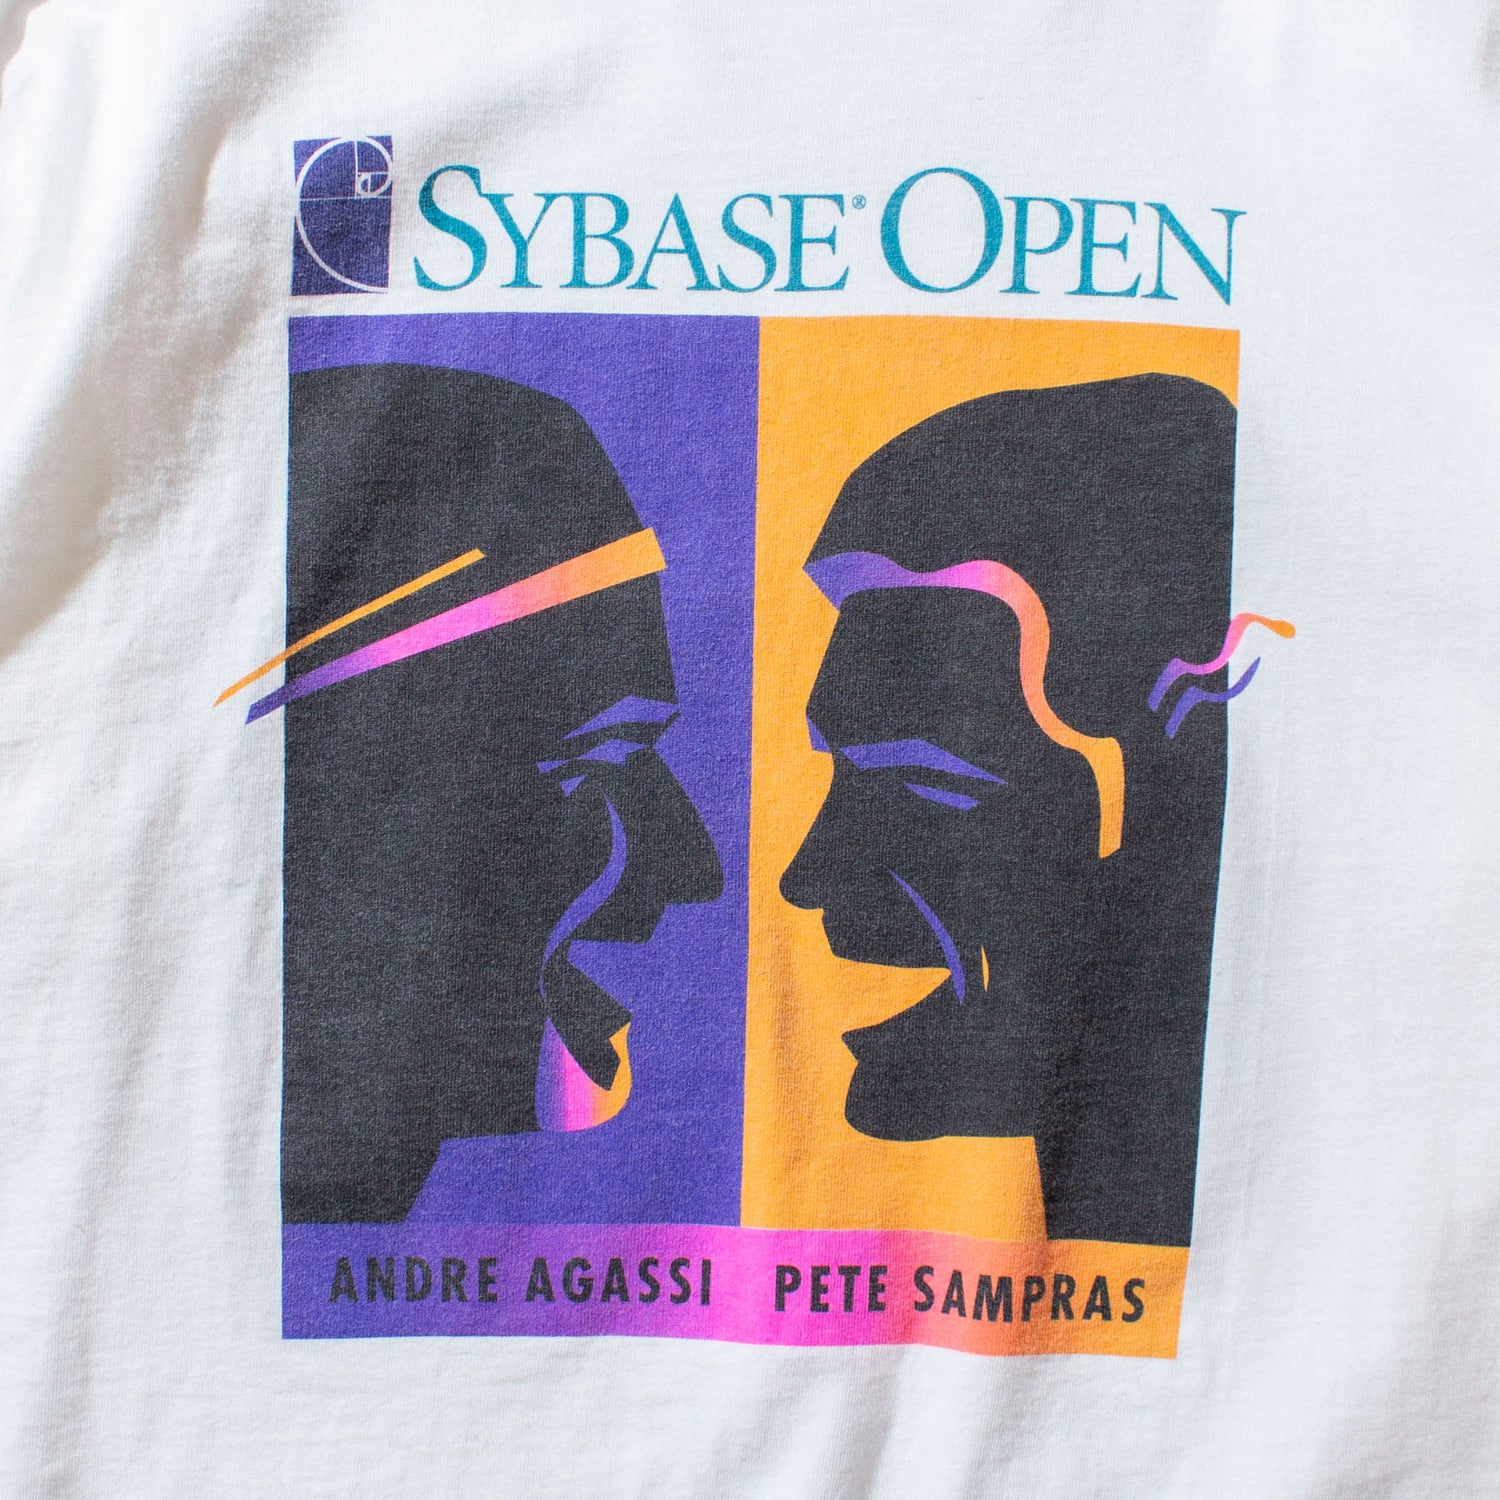 SYBASE® OPEN
ANDRE AGASSI PETE SAMPRAS